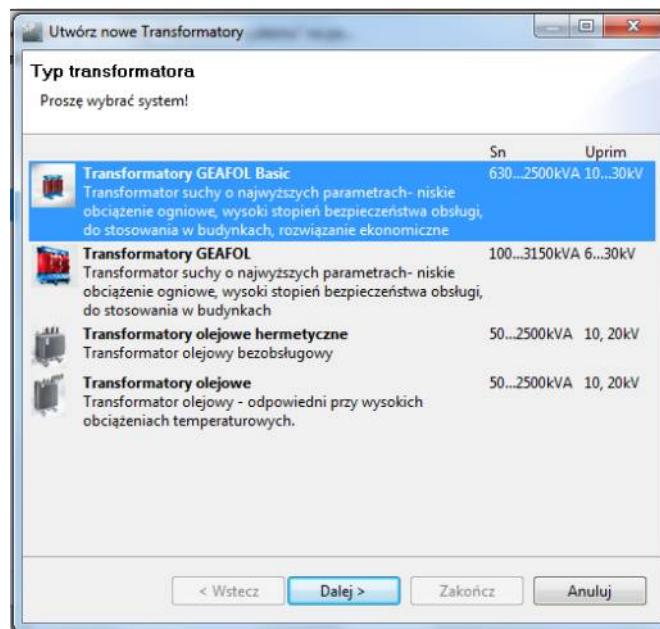 Utwórz nowe Transformatory
Typ transformatora
Proszę wybrać system!
Sn Uprim
Transformatory GEAFOL Basic 630...2500kVA 10...30kV
Transformator suchy o najwyższych parametrach- niskie
obciążenie ogniowe, wysoki stopień bezpieczeństwa obsługi,
do stosowania w budynkach, rozwiązanie ekonomiczne
Transformatory GEAFOL 100...3150kVA 6...30kV
Transformator suchy o najwyższych parametrach- niskie
obciążenie ogniowe, wysoki stopień bezpieczeństwa obsługi,
do stosowania w budynkach
Transformatory olejowe hermetyczne 50...2500kVA 10, 20kV
Transformator olejowy bezobsługowy
Transformatory olejowe 50...2500kVA 10, 20kV
Transformator olejowy - odpowiedni przy wysokich
obciążeniach temperaturowych.
< Wstecz Dalej > Zakończ Anuluj